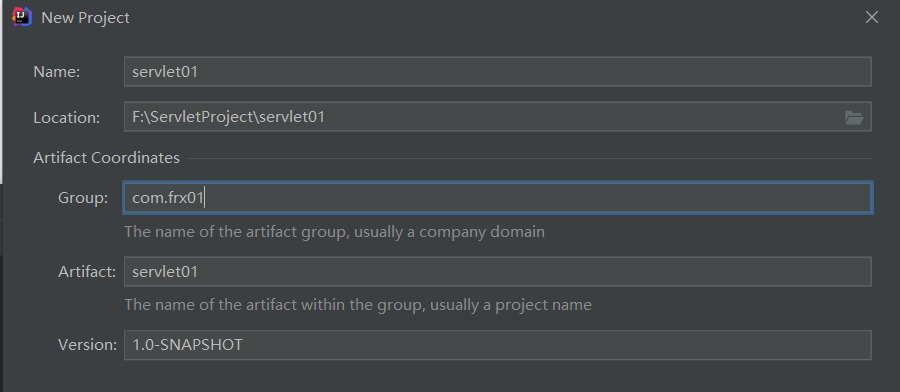 New Project
Name: servlet01
Location: F:\ServletProject\servlet01
Artifact Coordinates
Group: com.frx01
The name of the artifact group, usually a company domain
Artifact: servlet01
The name of the artifact within the group, usually a project name
Version: 1.0-SNAPSHOT